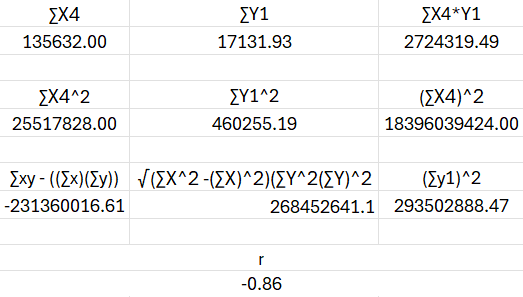 ∑X4 ∑Y1 ∑X4*Y1
135632.00 17131.93 2724319.49
∑X4^2 ∑Y1^2 (∑X4)^2
25517828.00 460255.19 18396039424.00
∑xy - ((∑x)(∑y)) √(∑X^2 -(∑X)^2)(∑Y^2(∑Y)^2 (∑y1)^2
-231360016.61 268452641.1 293502888.47
r
-0.86